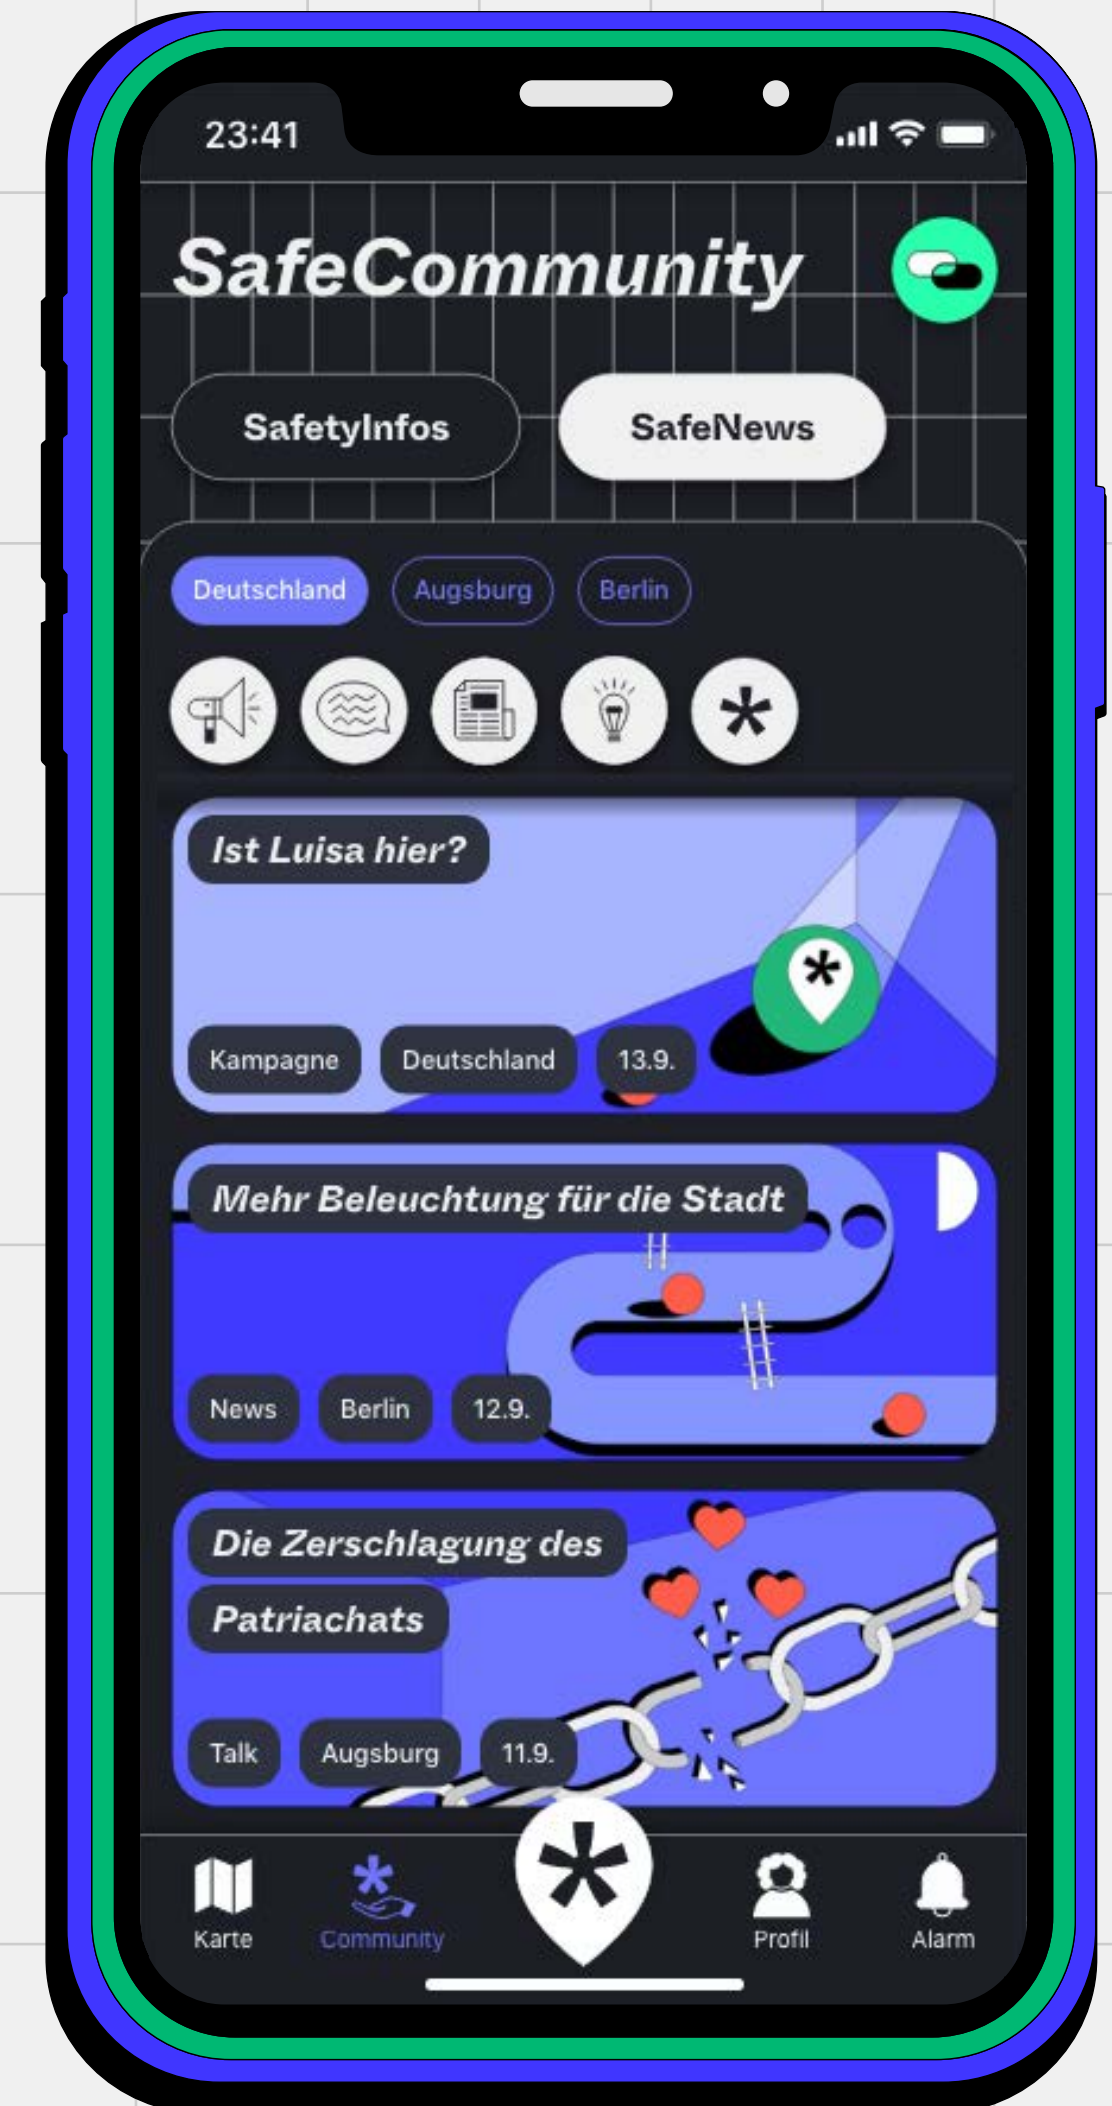 23:41
SafeCommunity
SafetyInfos
SafeNews
Deutschland
Augsburg
Berlin
Ist Luisa hier?
Kampagne
Deutschland
13.9.
Mehr Beleuchtung für die Stadt
News
Berlin
12.9.
Die Zerschlagung des
Patriachats
Talk
Augsburg
11.9.
Karte
Community
Profil
Alarm